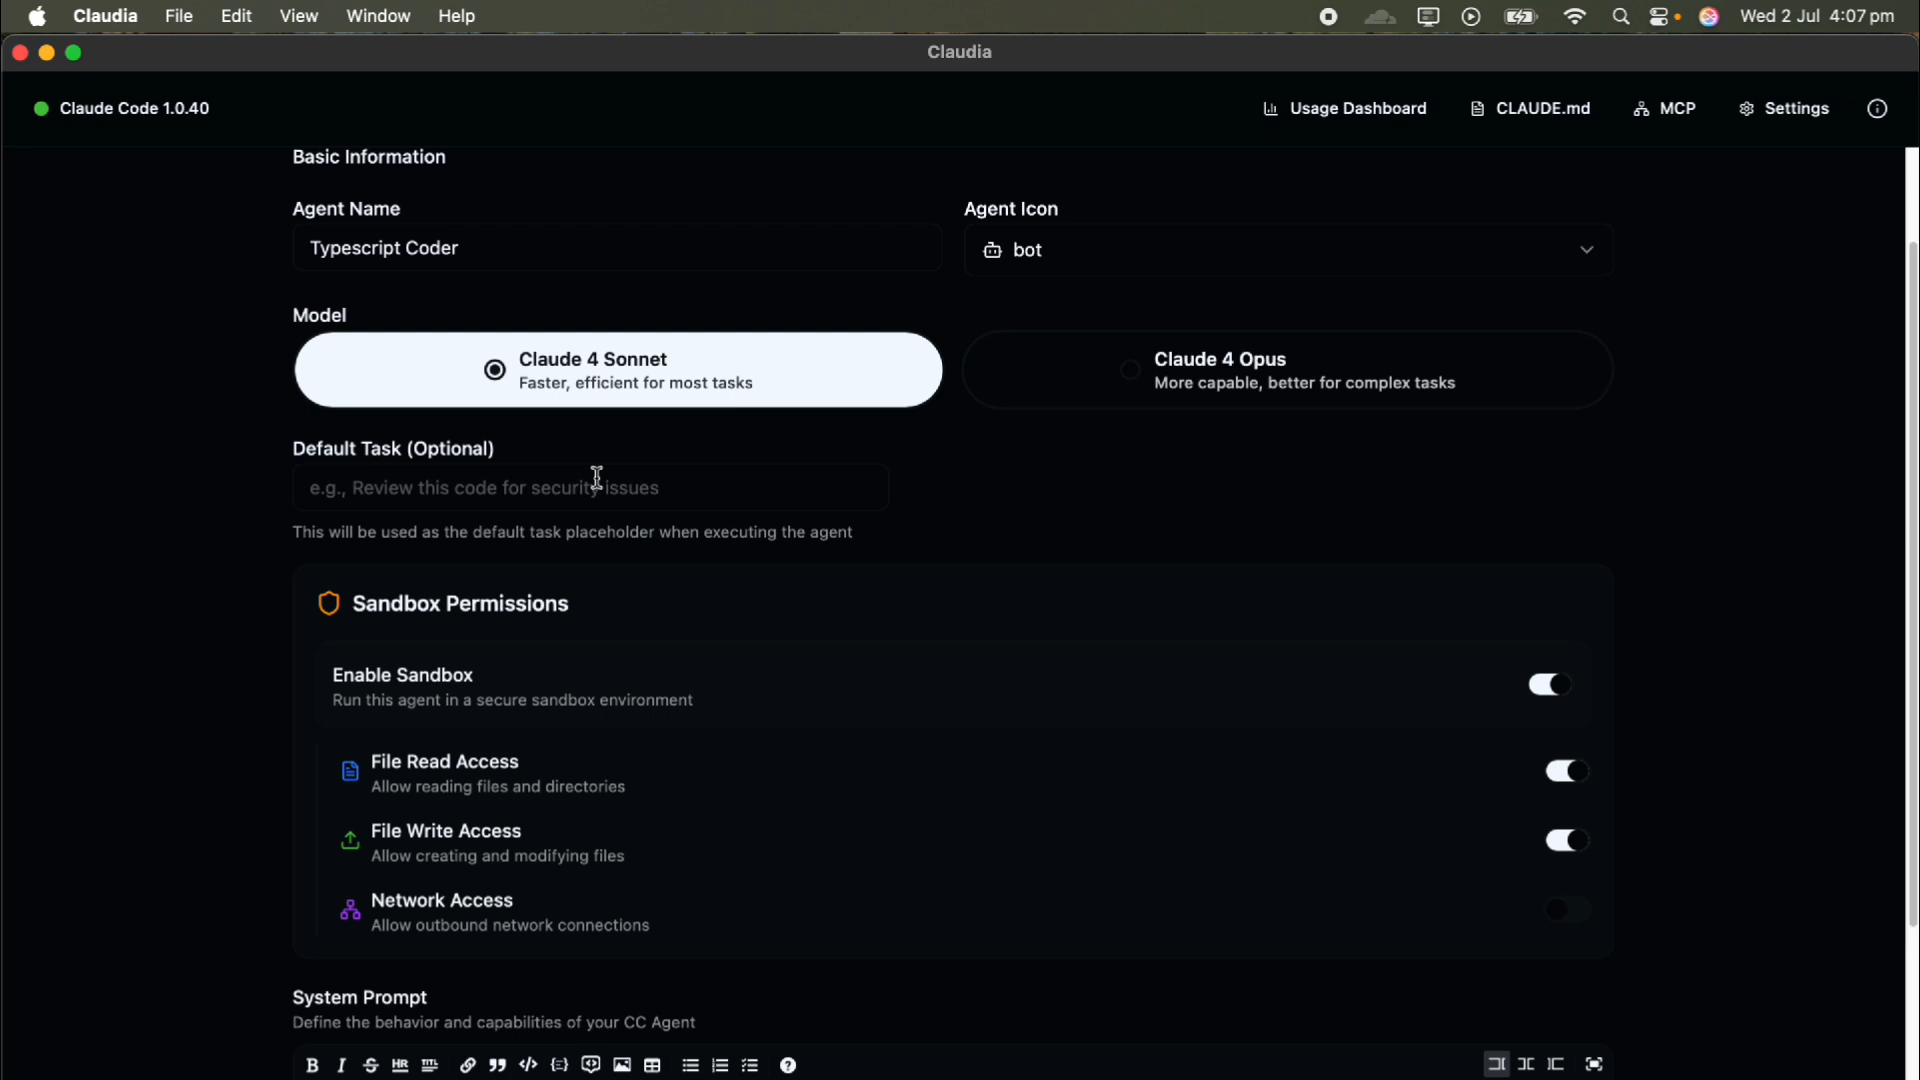 Claudia File Edit View Window Help Wed 2 Jul 4:07 pm
Claudia
Claude Code 1.0.40 Usage Dashboard CLAUDE.md MCP Settings
Basic Information
Agent Name Agent Icon
Typescript Coder bot
Model
Claude 4 Sonnet Claude 4 Opus
Faster, efficient for most tasks More capable, better for complex tasks
Default Task (Optional)
e.g., Review this code for security issues
This will be used as the default task placeholder when executing the agent
Sandbox Permissions
Enable Sandbox
Run this agent in a secure sandbox environment
File Read Access
Allow reading files and directories
File Write Access
Allow creating and modifying files
Network Access
Allow outbound network connections
System Prompt
Define the behavior and capabilities of your CC Agent
B I S HR